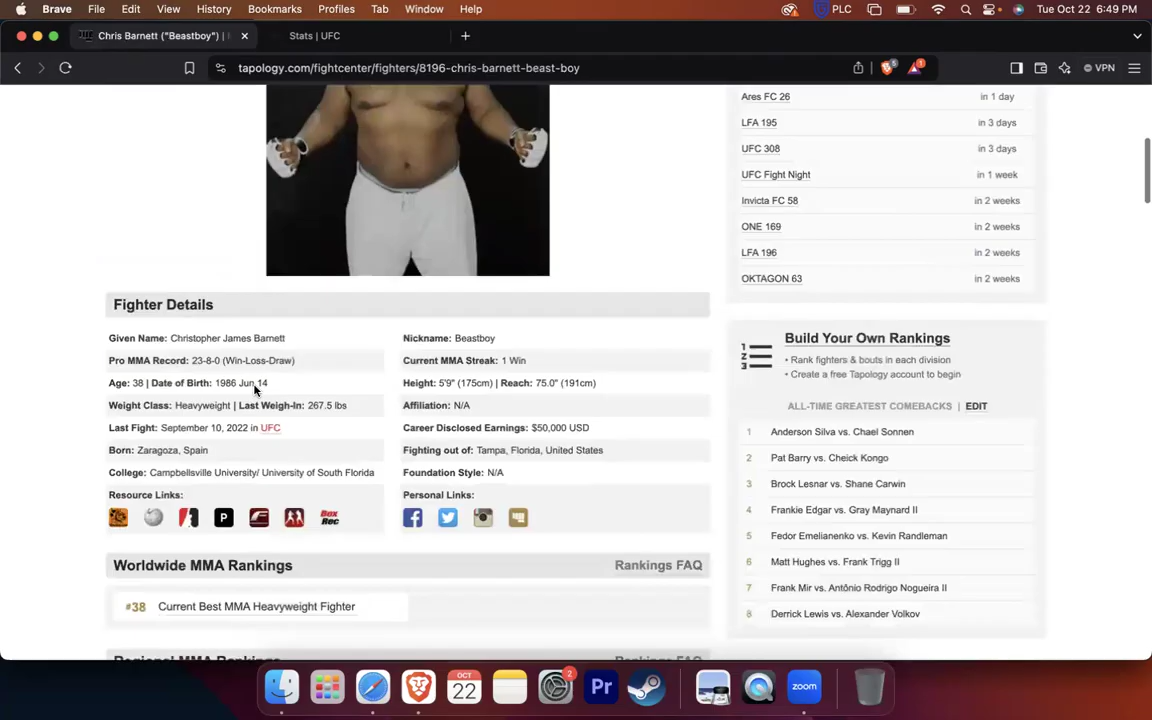 Brave File Edit View History Bookmarks Profiles Tab Window Help PLC Tue Oct 22 6:49 PM
Chris Barnett ("Beastboy") | Stats | UFC
tapology.com/fightcenter/fighters/8196-chris-barnett-beast-boy VPN
Ares FC 26 in 1 day
LFA 195 in 3 days
UFC 308 in 3 days
UFC Fight Night in 1 week
Invicta FC 58 in 2 weeks
ONE 169 in 2 weeks
LFA 196 in 2 weeks
OKTAGON 63 in 2 weeks
Fighter Details
Given Name: Christopher James Barnett Nickname: Beastboy
Pro MMA Record: 23-8-0 (Win-Loss-Draw) Current MMA Streak: 1 Win
Age: 38 | Date of Birth: 1986 Jun 14 Height: 5'9" (175cm) | Reach: 75.0" (191cm)
Weight Class: Heavyweight | Last Weigh-In: 267.5 lbs Affiliation: N/A
Last Fight: September 10, 2022 in UFC Career Disclosed Earnings: $50,000 USD
Born: Zaragoza, Spain Fighting out of: Tampa, Florida, United States
College: Campbellsville University/ University of South Florida Foundation Style: N/A
Resource Links: Personal Links:
P Box Rec
Worldwide MMA Rankings Rankings FAQ
#38 Current Best MMA Heavyweight Fighter
Regional MMA Rankings Rankings FAQ
Build Your Own Rankings
• Rank fighters & bouts in each division
• Create a free Tapology account to begin
ALL-TIME GREATEST COMEBACKS | EDIT
1 Anderson Silva vs. Chael Sonnen
2 Pat Barry vs. Cheick Kongo
3 Brock Lesnar vs. Shane Carwin
4 Frankie Edgar vs. Gray Maynard II
5 Fedor Emelianenko vs. Kevin Randleman
6 Matt Hughes vs. Frank Trigg II
7 Frank Mir vs. Antônio Rodrigo Nogueira II
8 Derrick Lewis vs. Alexander Volkov
OCT
22 2 Pr zoom